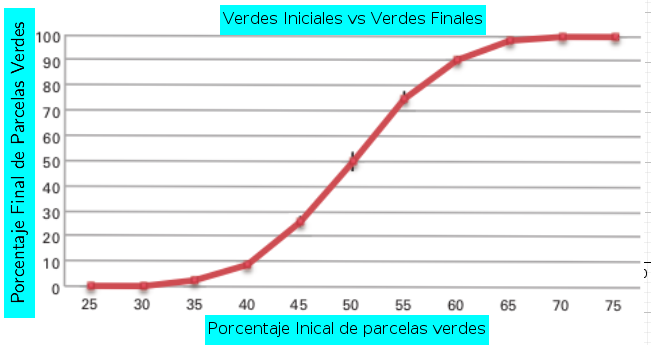 Verdes Iniciales vs Verdes Finales
Porcentaje Final de Parcelas Verdes
100
90
80
70
60
50
40
30
20
10
0
25 30 35 40 45 50 55 60 65 70 75
Porcentaje Inical de parcelas verdes